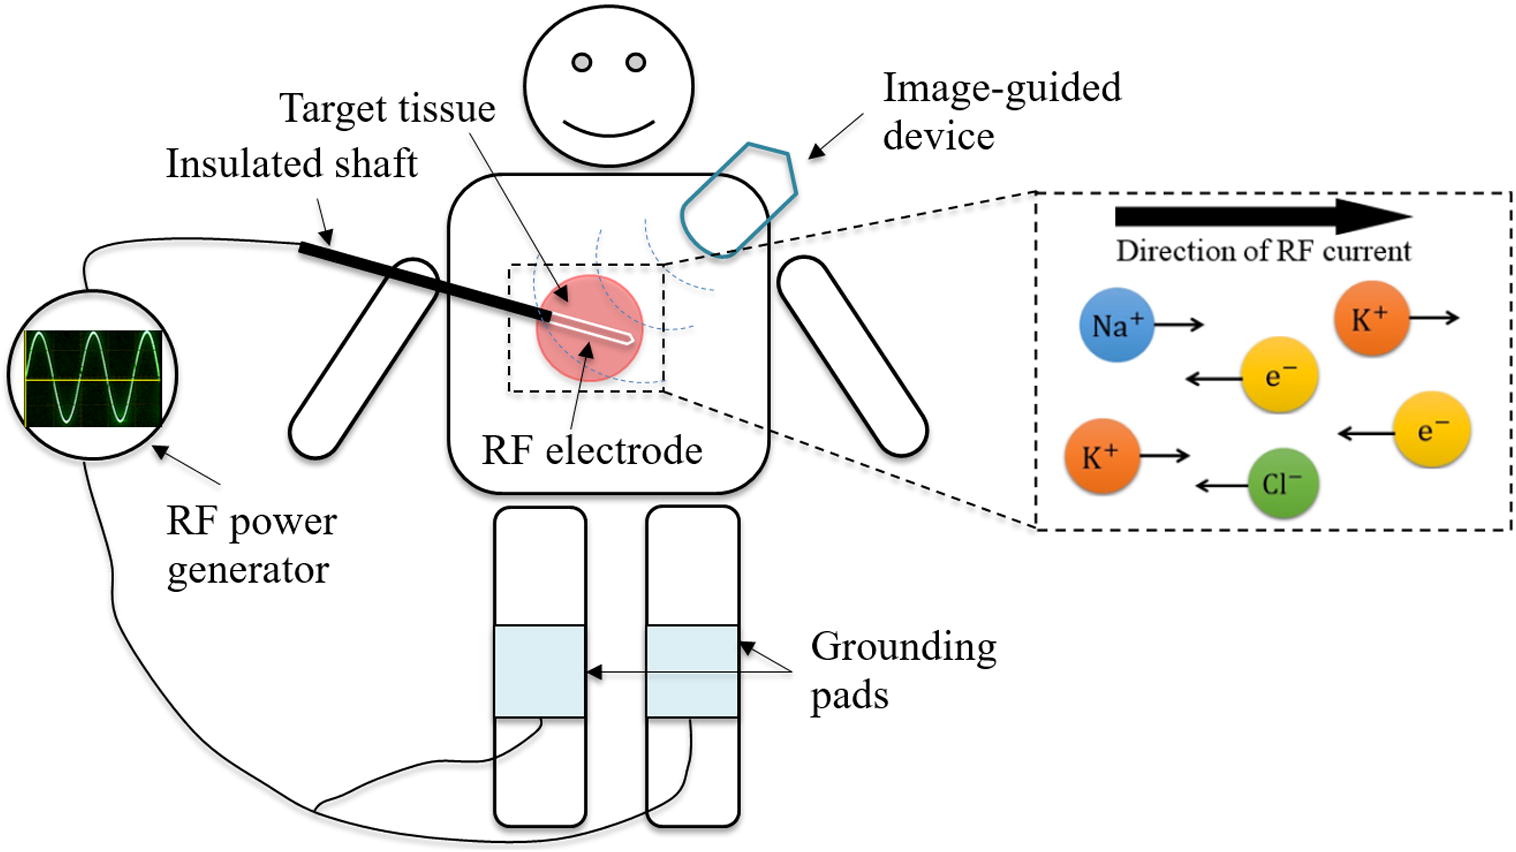 Target tissue
Insulated shaft
Image-guided
device
RF electrode
RF power
generator
Grounding
pads
Direction of RF current
Na⁺
K⁺
e⁻
e⁻
K⁺
Cl⁻